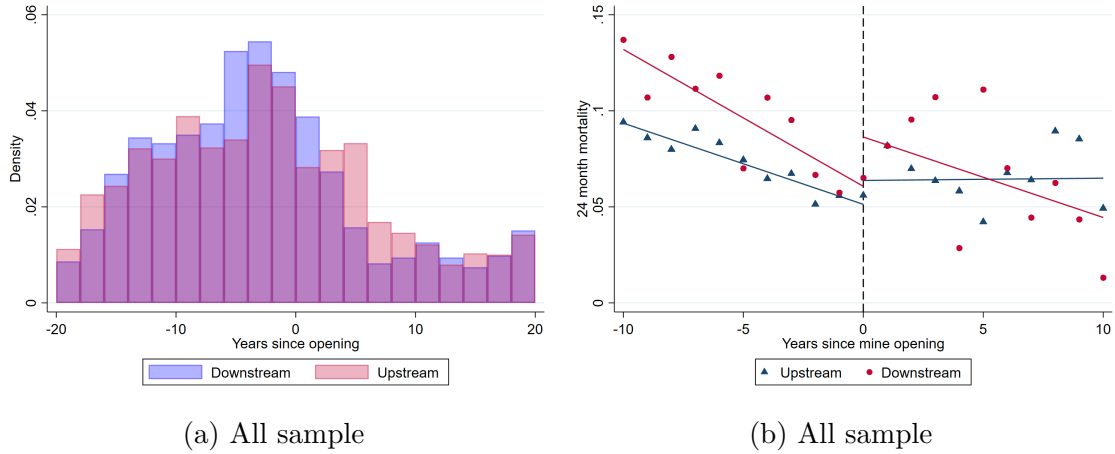 .06
.04
.02
0
Density
-20
-10
0
10
20
Years since opening
Downstream
Upstream
(a) All sample
.15
.1
.05
0
24 month mortality
-10
-5
0
5
10
Years since mine opening
Upstream
Downstream
(b) All sample